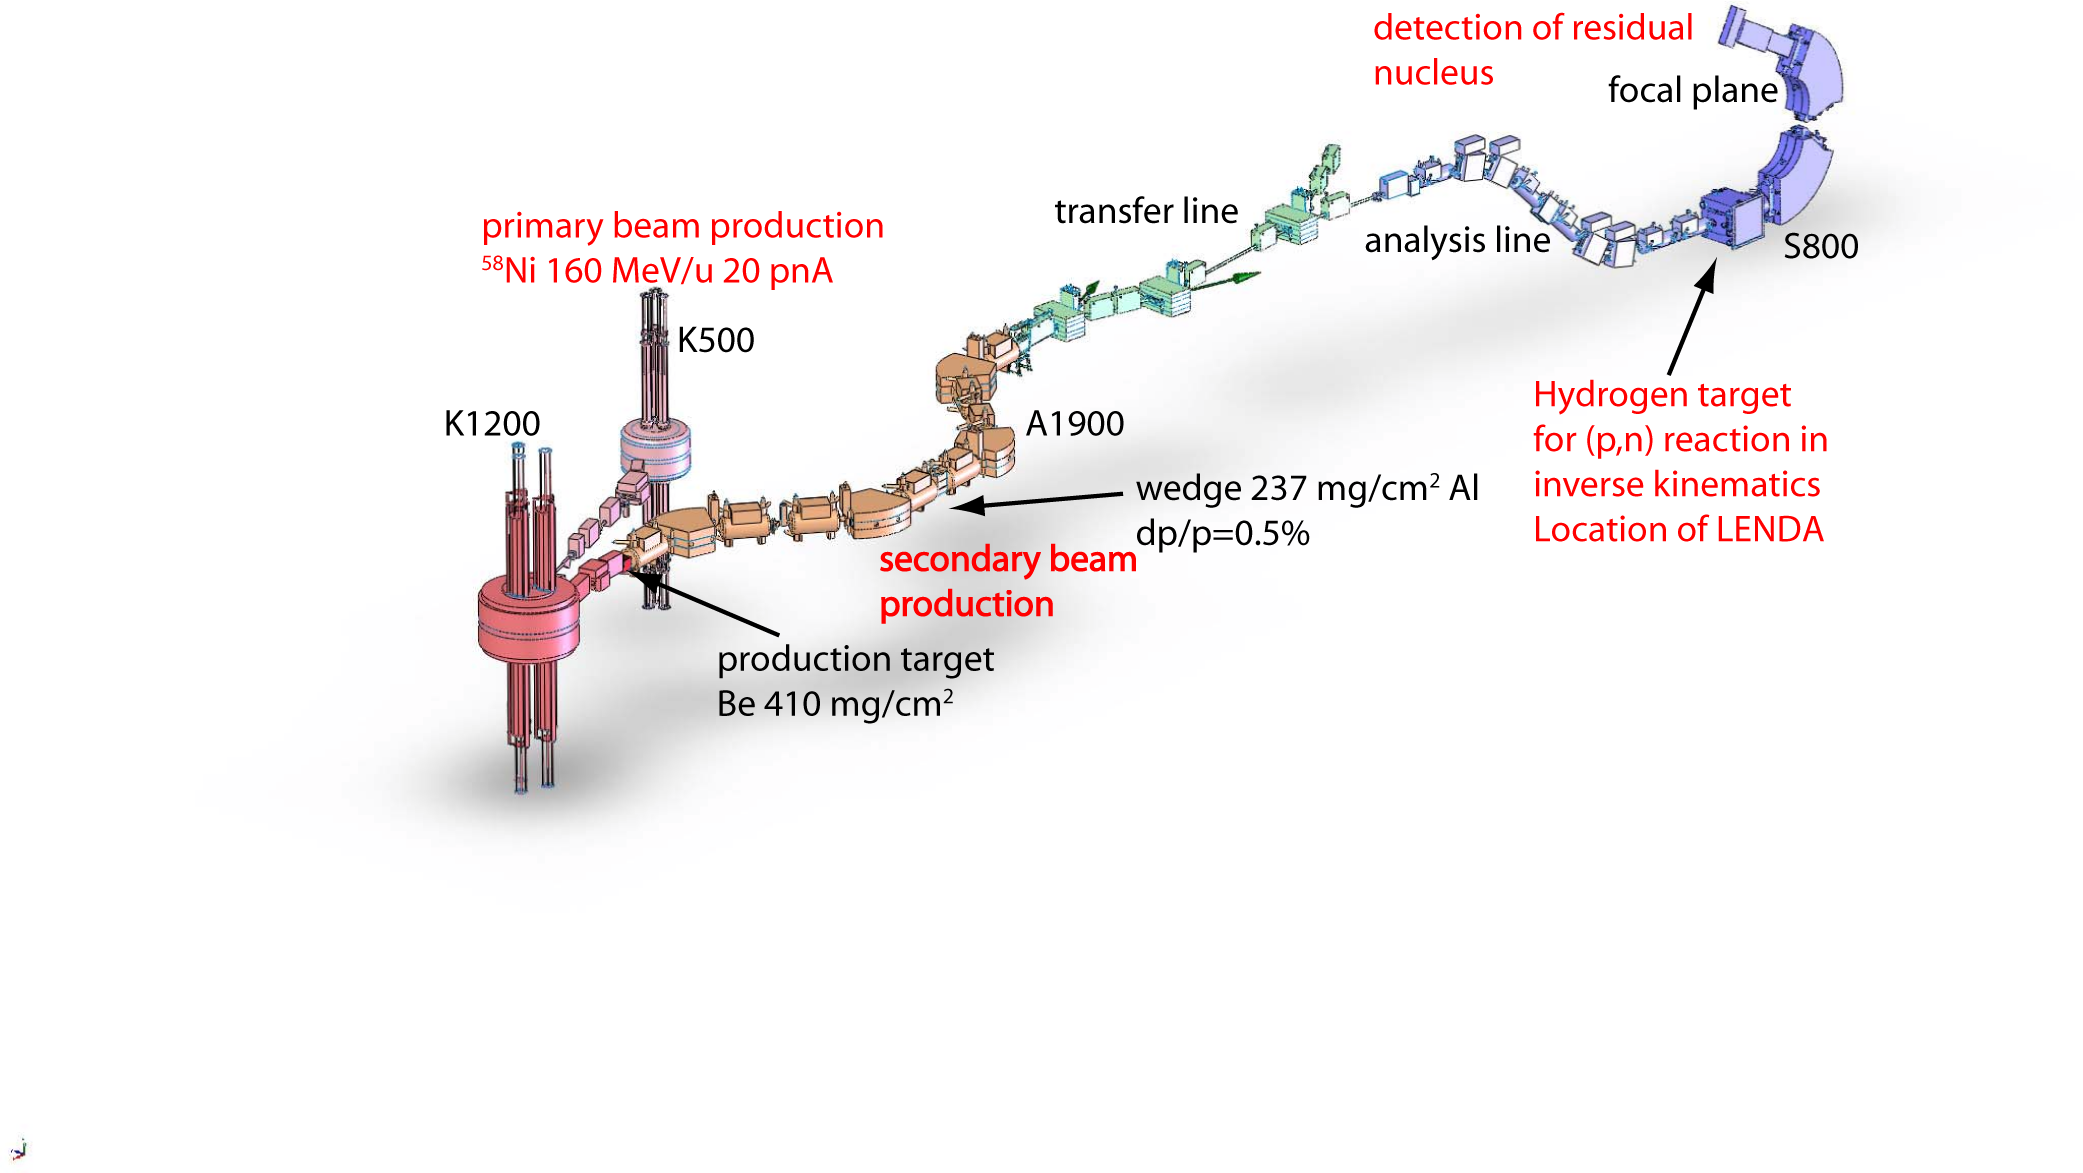 detection of residual
nucleus
focal plane
transfer line
analysis line
S800
primary beam production
⁵⁸Ni 160 MeV/u 20 pnA
K500
K1200
A1900
Hydrogen target
for (p,n) reaction in
inverse kinematics
Location of LENDA
wedge 237 mg/cm² Al
dp/p=0.5%
secondary beam
production
production target
Be 410 mg/cm²